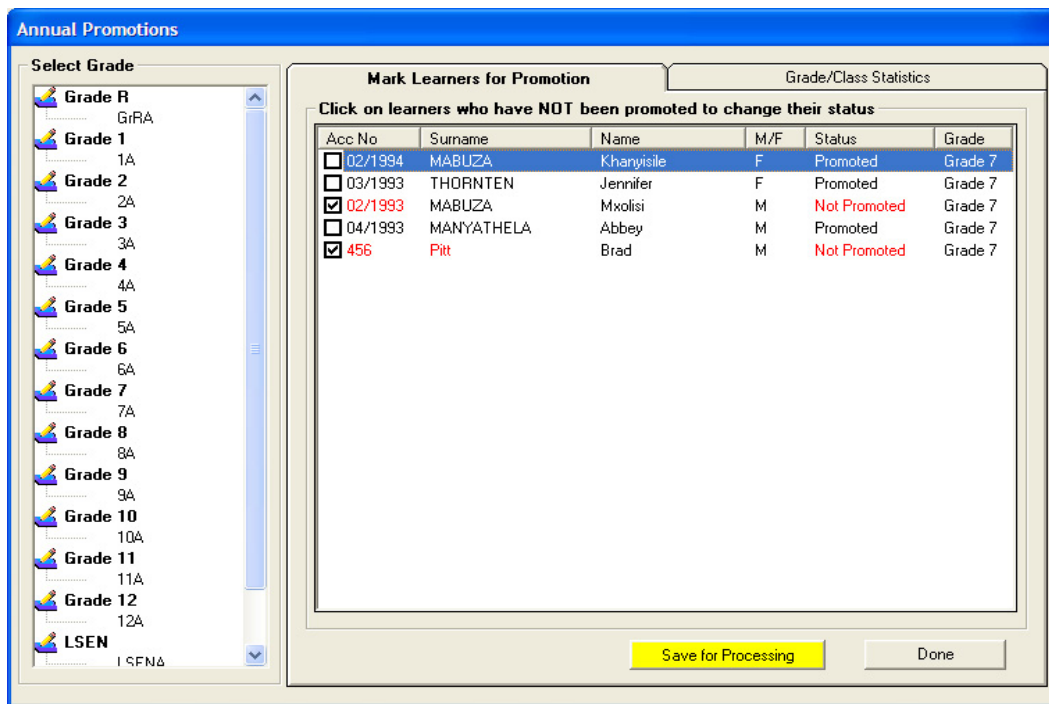 Annual Promotions
Select Grade
Grade R
GrRA
Grade 1
1A
Grade 2
2A
Grade 3
3A
Grade 4
4A
Grade 5
5A
Grade 6
6A
Grade 7
7A
Grade 8
8A
Grade 9
9A
Grade 10
10A
Grade 11
11A
Grade 12
12A
LSEN
LSENA
Mark Learners for Promotion
Grade/Class Statistics
Click on learners who have NOT been promoted to change their status
Acc No Surname Name M/F Status Grade
02/1994 MABUZA Khanyisile F Promoted Grade 7
03/1993 THORNTEN Jennifer F Promoted Grade 7
02/1993 MABUZA Mxolisi M Not Promoted Grade 7
04/1993 MANYATHELA Abbey M Promoted Grade 7
456 Pitt Brad M Not Promoted Grade 7
Save for Processing
Done